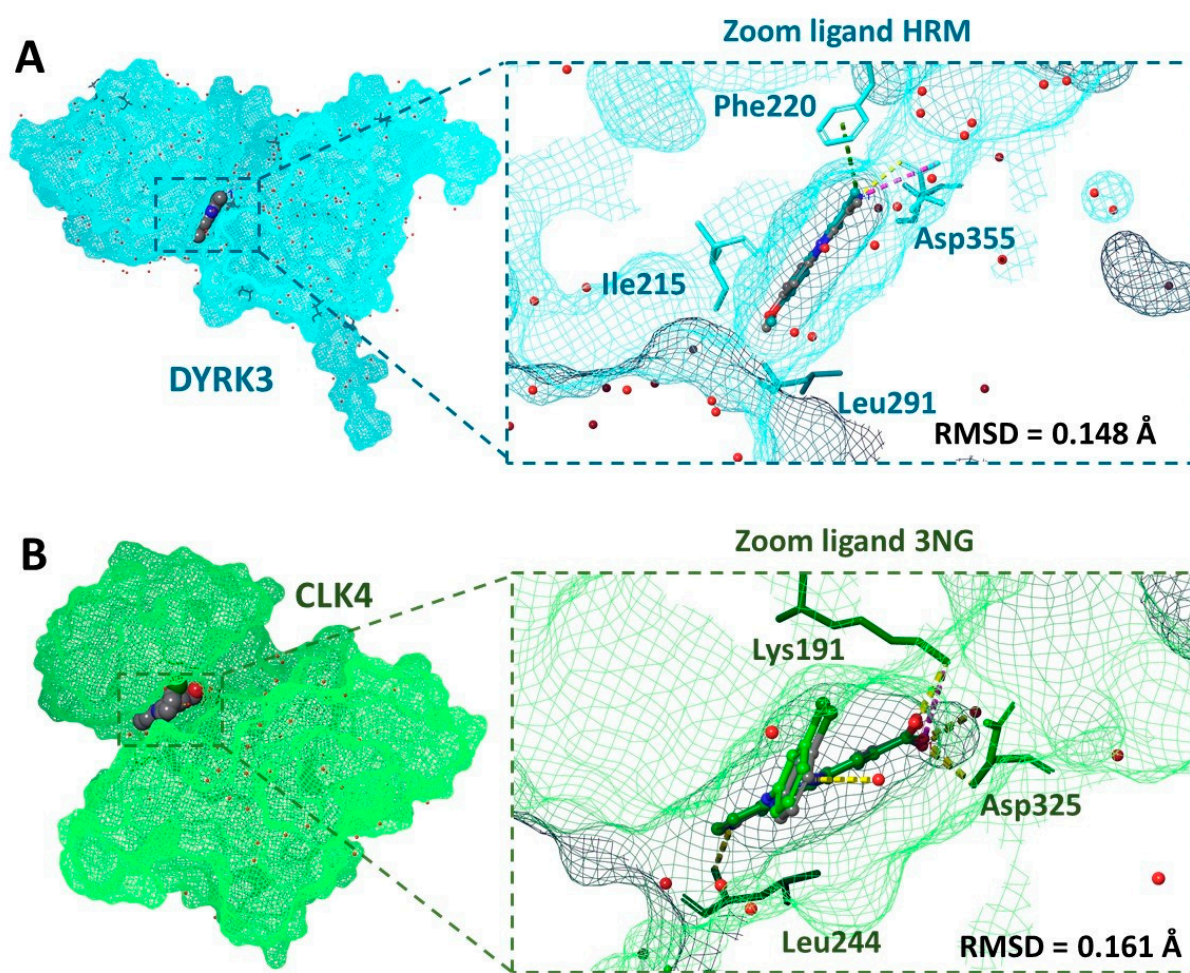 A
Zoom ligand HRM
Phe220
Asp355
Ile215
DYRK3
Leu291
RMSD = 0.148 Å
B
Zoom ligand 3NG
CLK4
Lys191
Asp325
Leu244
RMSD = 0.161 Å